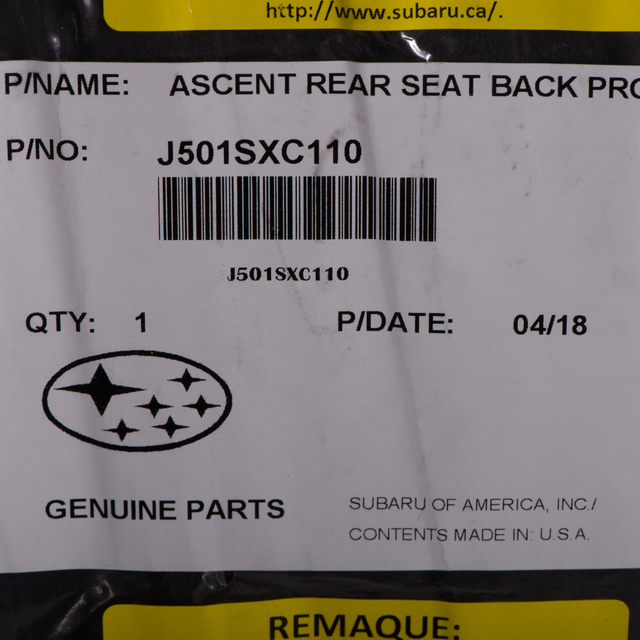 http://www.subaru.ca/.
P/NAME: ASCENT REAR SEAT BACK PRO
P/NO: J501SXC110
J501SXC110
QTY: 1 P/DATE: 04/18
GENUINE PARTS
SUBARU OF AMERICA, INC./
CONTENTS MADE IN: U.S.A.
REMAQUE: